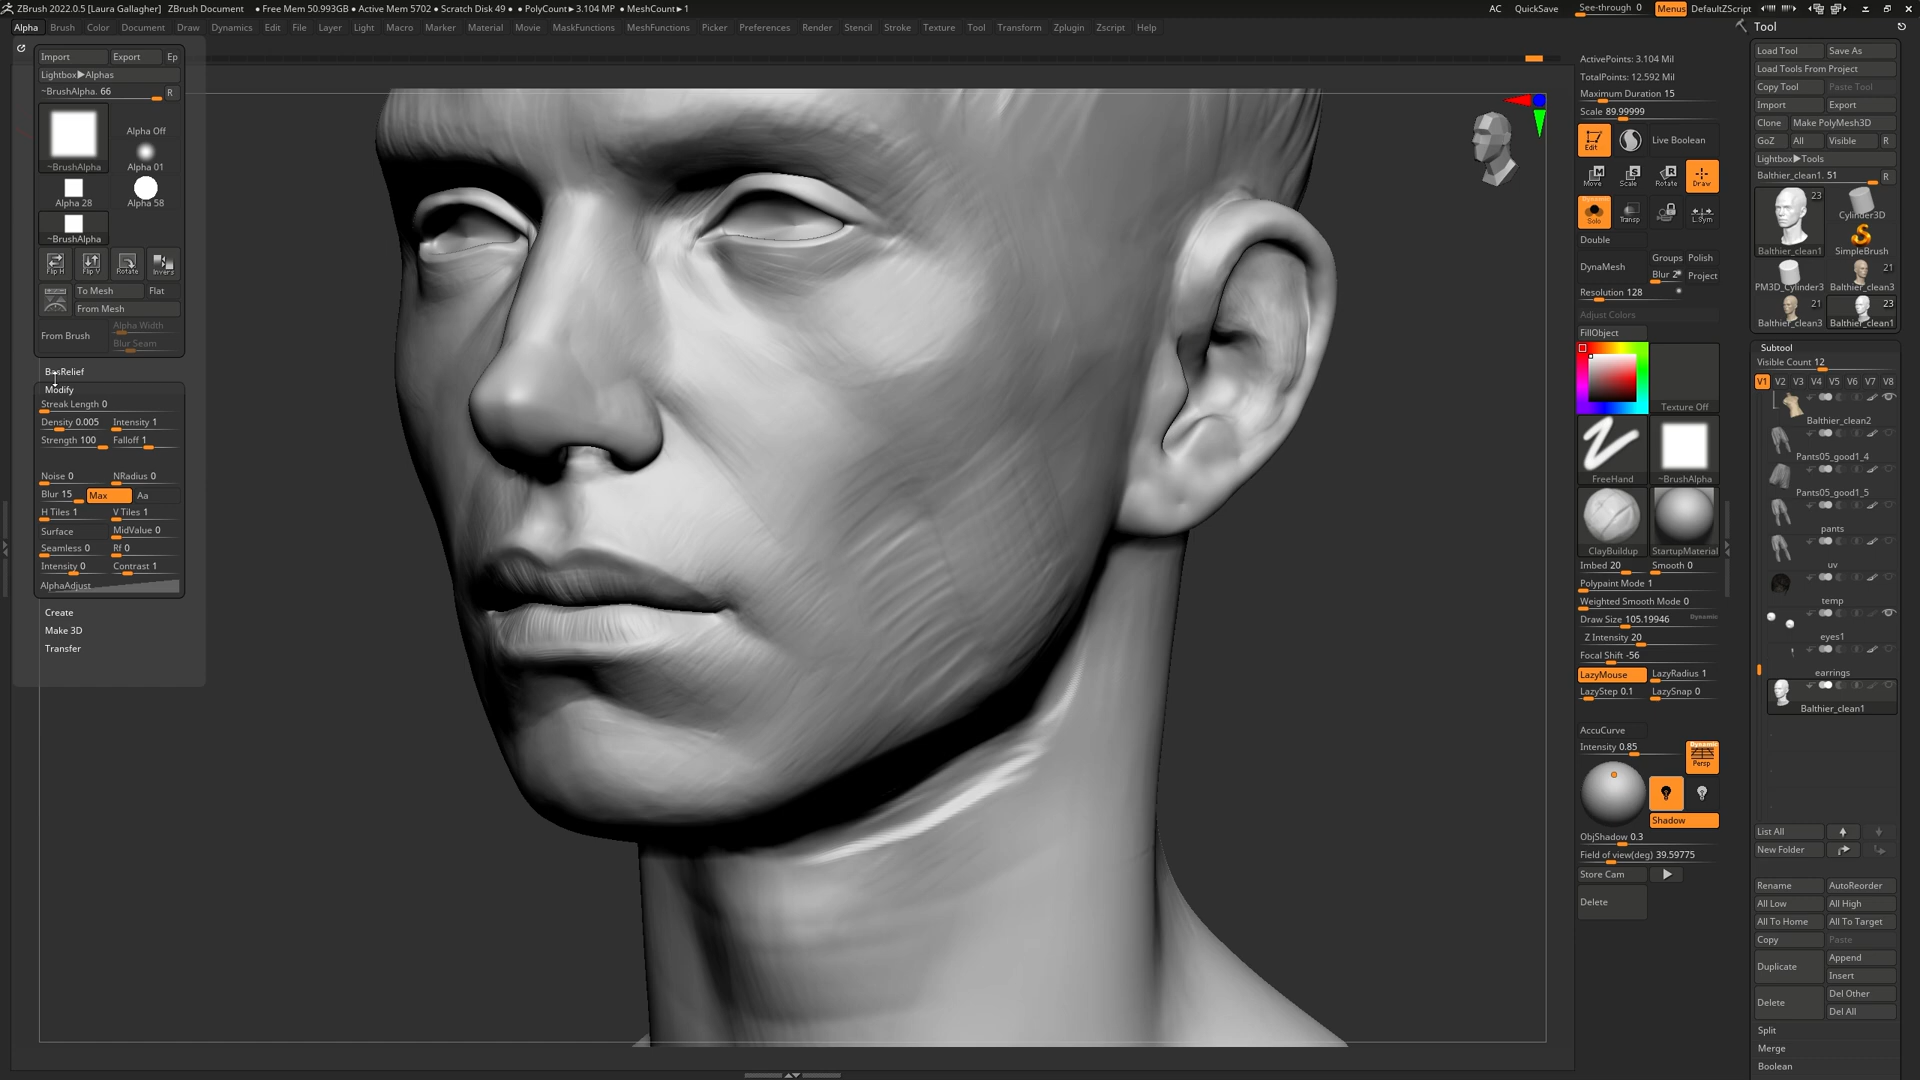 ZBrush 2022.0.5 [Laura Gallagher] ZBrush Document • Free Mem 50.993GB • Active Mem 5702 • Scratch Disk 49 • • PolyCount► 3.104 MP • MeshCount► 1 AC QuickSave See-through 0 Menus DefaultZScript
Alpha Brush Color Document Draw Dynamics Edit File Layer Light Macro Marker Material Movie MaskFunctions MeshFunctions Picker Preferences Render Stencil Stroke Texture Tool Transform Zplugin Zscript Help
Import Export Ep
Lightbox►Alphas
~BrushAlpha. 66 R
Alpha Off
~BrushAlpha Alpha 01
Alpha 28 Alpha 58
~BrushAlpha
Flip H Flip V Rotate Invers
To Mesh Flat
From Mesh
From Brush Alpha Width
Blur Seam
BasRelief
Modify
Streak Length 0
Density 0.005 Intensity 1
Strength 100 Falloff 1
Noise 0 NRadius 0
Blur 15 Max Aa
H Tiles 1 V Tiles 1
Surface MidValue 0
Seamless 0 Rf 0
Intensity 0 Contrast 1
AlphaAdjust
Create
Make 3D
Transfer
ActivePoints: 3.104 Mil
TotalPoints: 12.592 Mil
Maximum Duration 15
Scale 89.99999
Edit Live Boolean
Move Scale Rotate Draw
Dynamic
Solo Transp L.Sym
Double
DynaMesh Groups Polish
Blur 2 Project
Resolution 128
Adjust Colors
FillObject
Texture Off
FreeHand ~BrushAlpha
ClayBuildup StartupMaterial
Imbed 20 Smooth 0
Polypaint Mode 1
Weighted Smooth Mode 0
Draw Size 105.19946 Dynamic
Z Intensity 20
Focal Shift -56
LazyMouse LazyRadius 1
LazyStep 0.1 LazySnap 0
AccuCurve
Intensity 0.85 Dynamic
Persp
Shadow
ObjShadow 0.3
Field of view(deg) 39.59775
Store Cam
Delete
Tool
Load Tool Save As
Load Tools From Project
Copy Tool Paste Tool
Import Export
Clone Make PolyMesh3D
GoZ All Visible R
Lightbox►Tools
Balthier_clean1. 51 R
23
Cylinder3D
Balthier_clean1 SimpleBrush
21
PM3D_Cylinder3 Balthier_clean3
21 23
Balthier_clean3 Balthier_clean1
Subtool
Visible Count 12
V1 V2 V3 V4 V5 V6 V7 V8
Balthier_clean2
Pants05_good1_4
Pants05_good1_5
pants
uv
temp
eyes1
earrings
Balthier_clean1
List All
New Folder
Rename AutoReorder
All Low All High
All To Home All To Target
Copy Paste
Duplicate Append
Insert
Delete Del Other
Del All
Split
Merge
Boolean